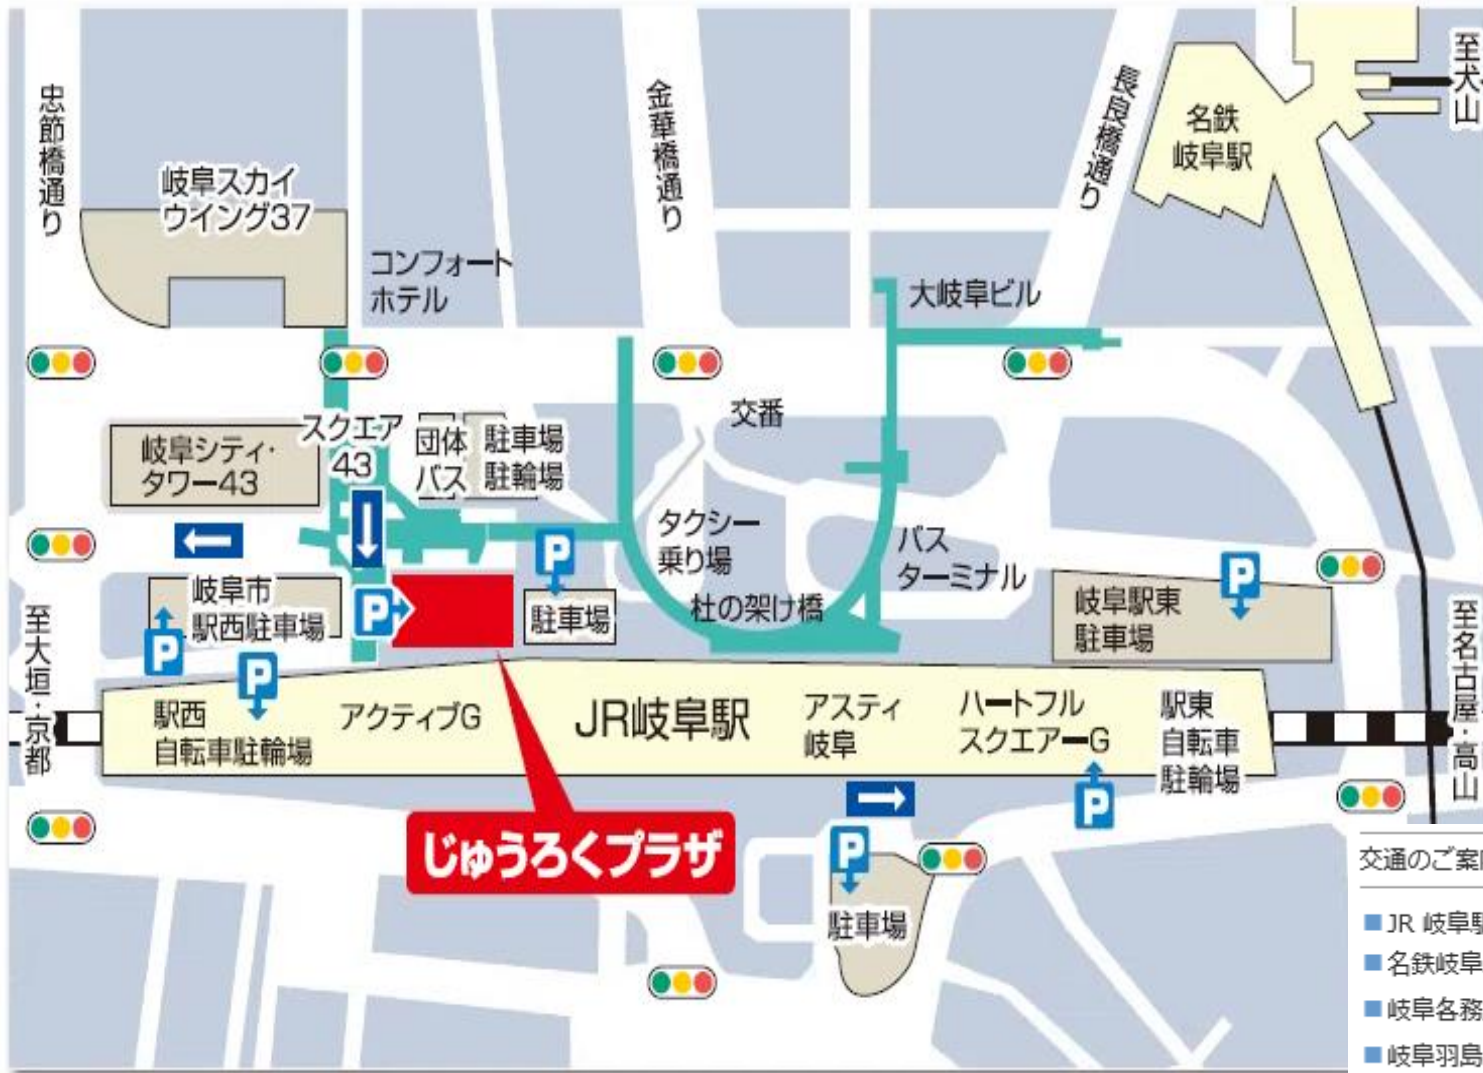 忠節橋通り
金華橋通り
長良橋通り
至犬山
名鉄
岐阜駅
岐阜スカイ
ウイング37
コンフォート
ホテル
大岐阜ビル
交番
岐阜シティ・
タワー43
スクエア
43
団体
バス
駐車場
駐輪場
タクシー
乗り場
バス
ターミナル
P
P
岐阜市
駅西駐車場
P
P
駐車場
杜の架け橋
岐阜駅東
駐車場
至大垣・京都
至名古屋・高山
P
駅西
自転車駐輪場
アクティブG
JR岐阜駅
アスティ
岐阜
ハートフル
スクエアーG
駅東
自転車
駐輪場
P
じゅうろくプラザ
P
駐車場
交通のご案
JR 岐阜駅
名鉄岐阜
岐阜各務
岐阜羽島